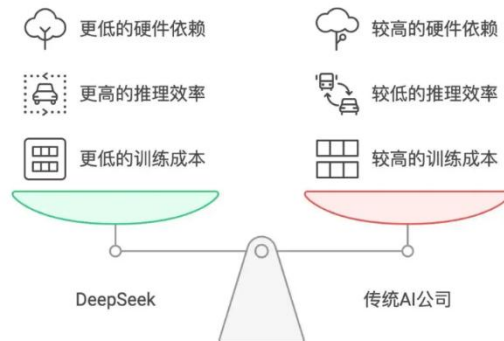 更低的硬件依赖
较高的硬件依赖
更高的推理效率
较低的推理效率
更低的训练成本
较高的训练成本
DeepSeek
传统AI公司